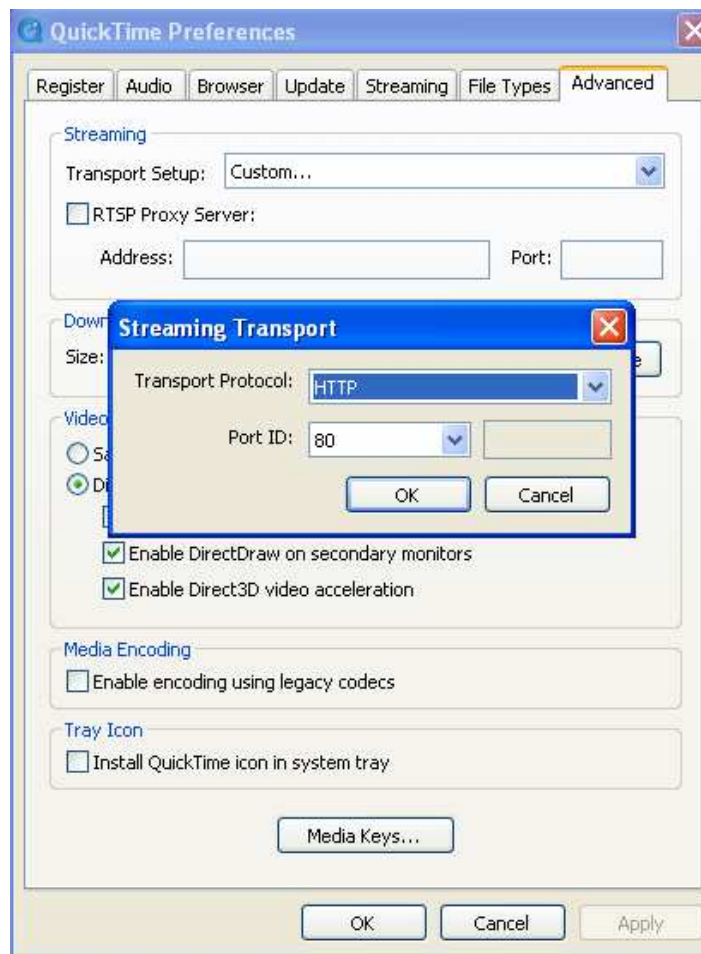 QuickTime Preferences
Register Audio Browser Update Streaming File Types Advanced
Streaming
Transport Setup: Custom...
RTSP Proxy Server:
Address: Port:
Streaming Transport
Size:
Transport Protocol: HTTP
Video
Port ID: 80
OK Cancel
Enable DirectDraw on secondary monitors
Enable Direct3D video acceleration
Media Encoding
Enable encoding using legacy codecs
Tray Icon
Install QuickTime icon in system tray
Media Keys...
OK Cancel Apply